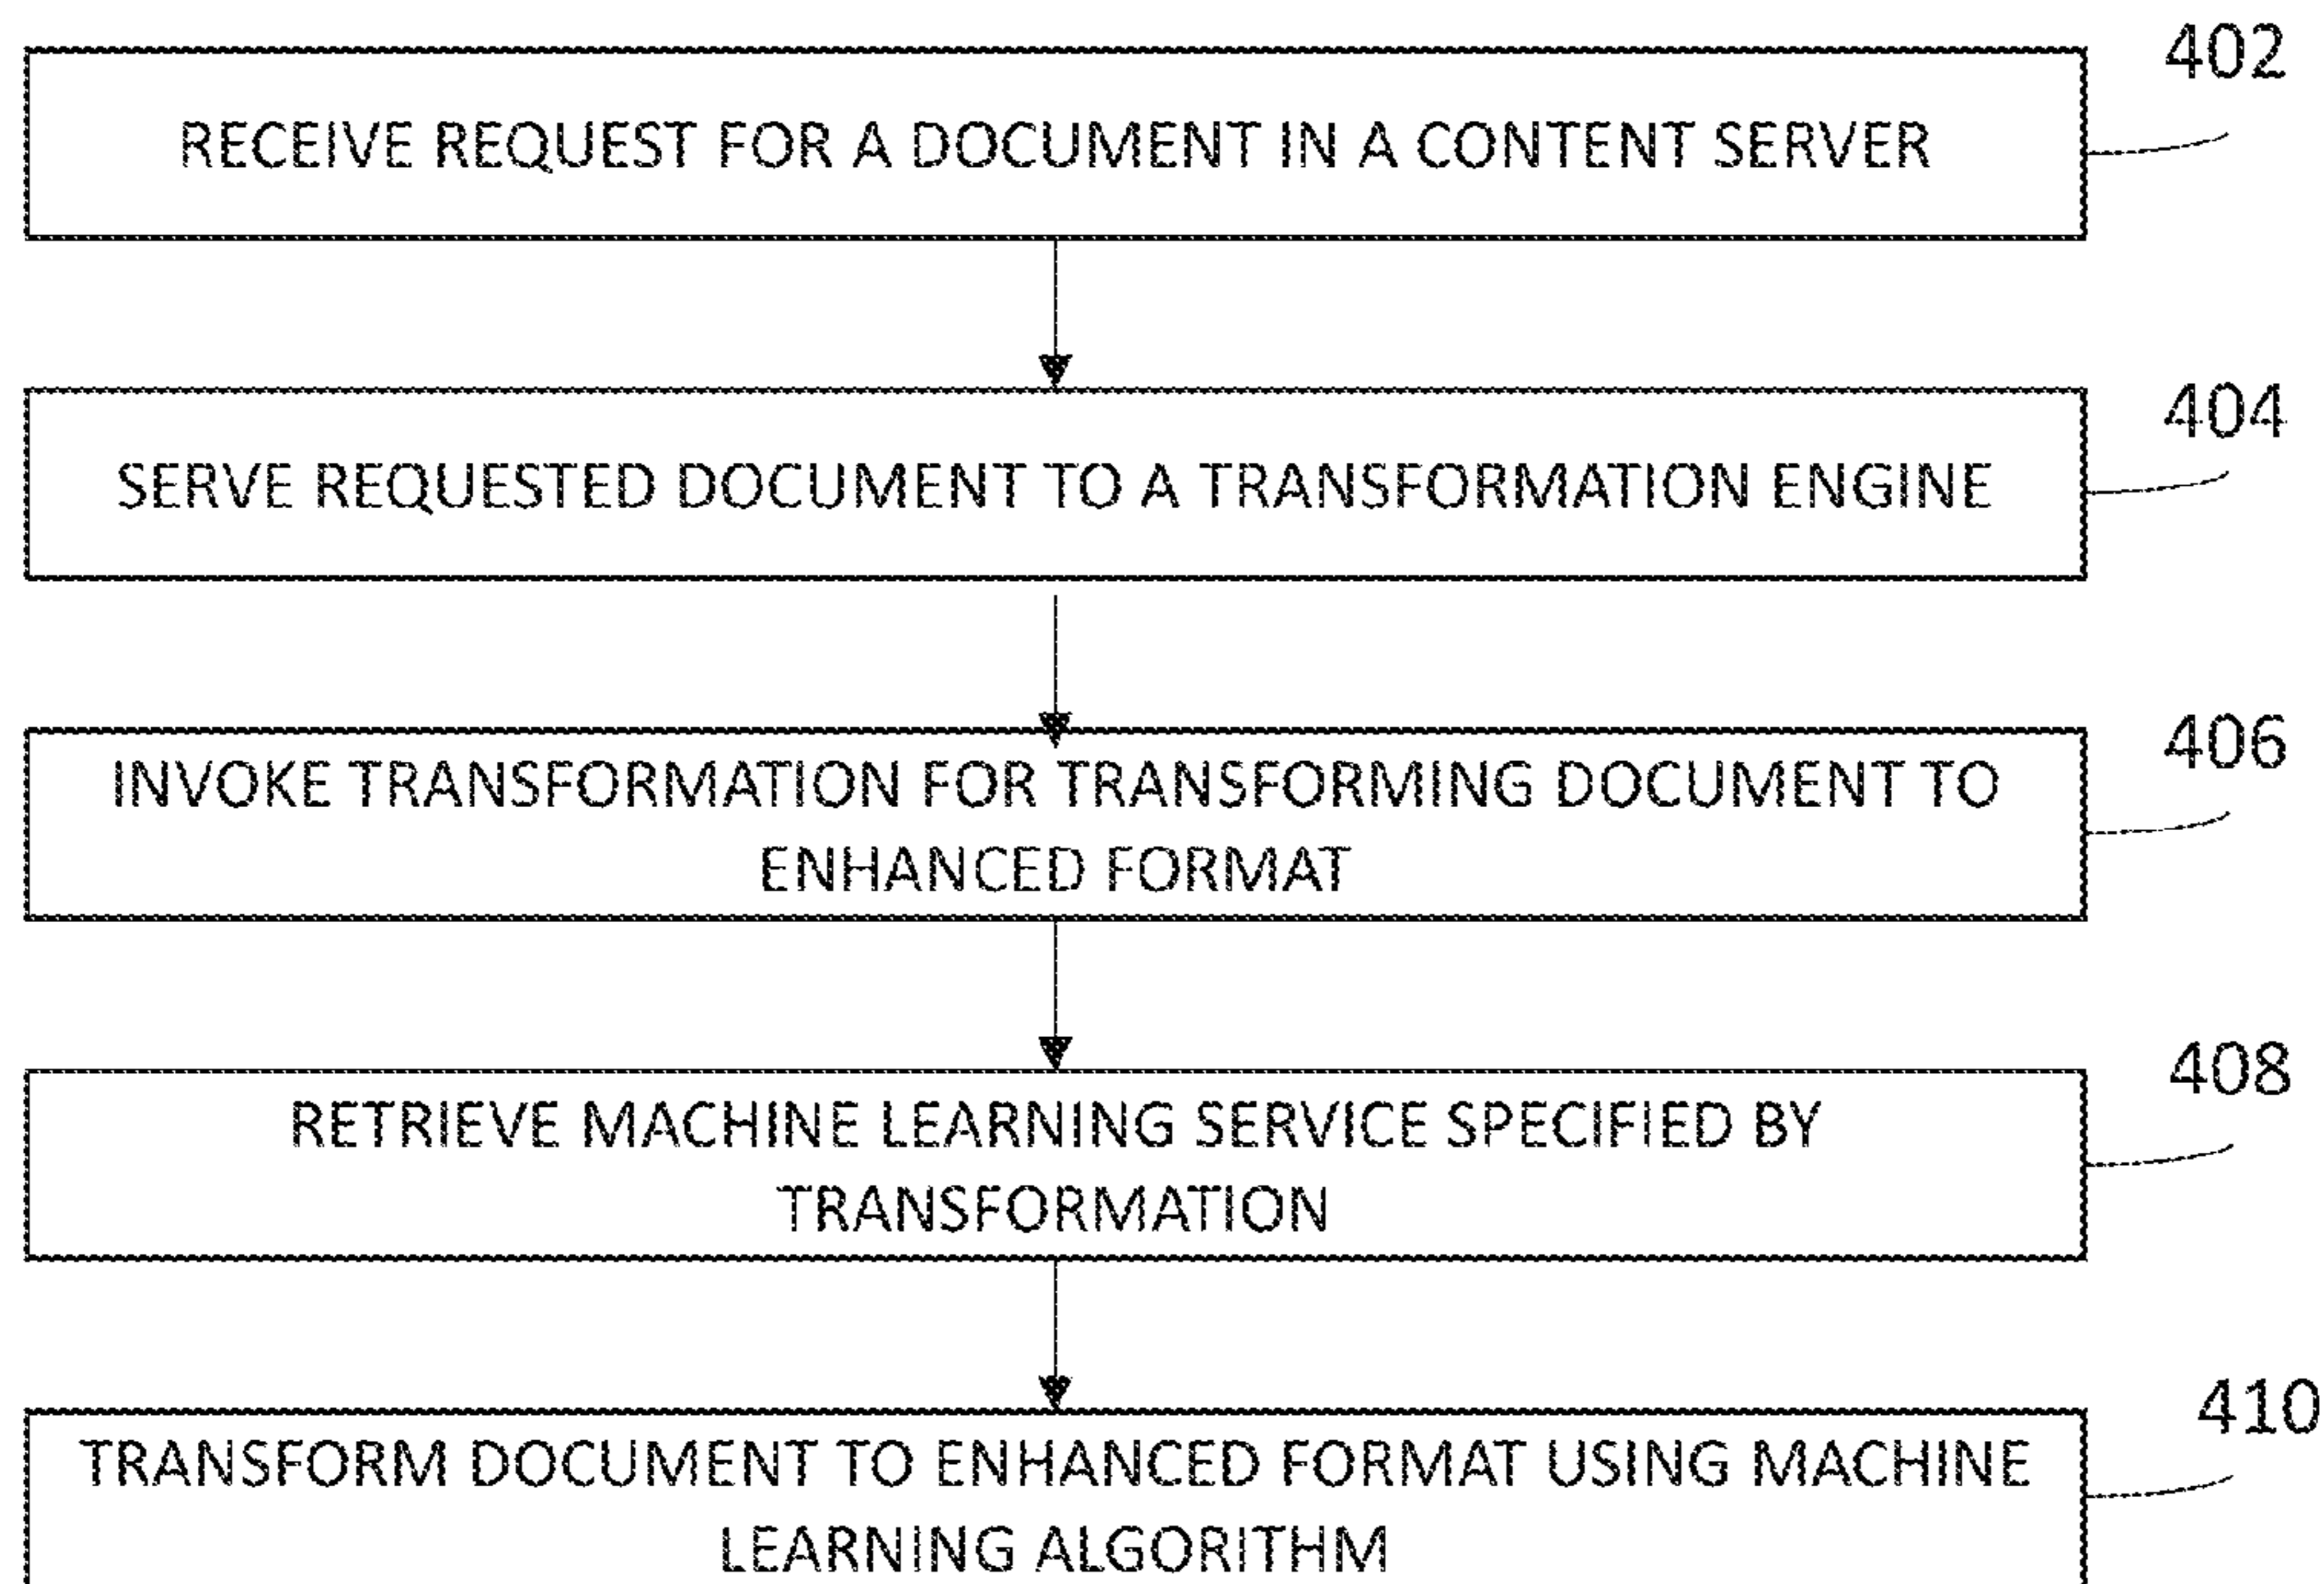 402
RECEIVE REQUEST FOR A DOCUMENT IN A CONTENT SERVER
404
SERVE REQUESTED DOCUMENT TO A TRANSFORMATION ENGINE
406
INVOKE TRANSFORMATION FOR TRANSFORMING DOCUMENT TO
ENHANCED FORMAT
408
RETRIEVE MACHINE LEARNING SERVICE SPECIFIED BY
TRANSFORMATION
410
TRANSFORM DOCUMENT TO ENHANCED FORMAT USING MACHINE
LEARNING ALGORITHM